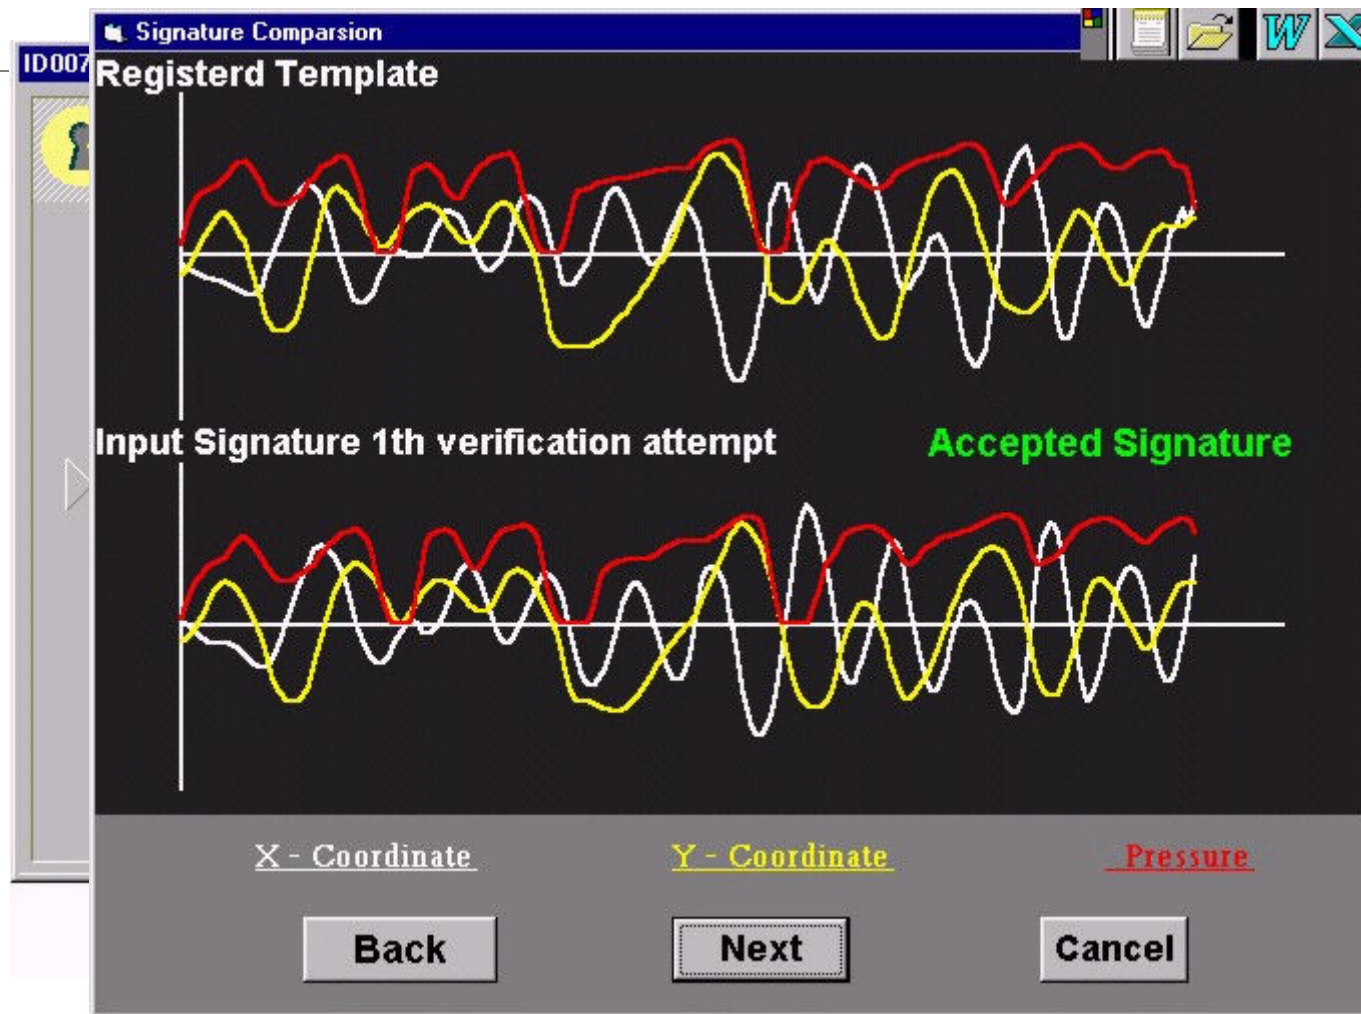 Signature Comparsion
ID007
Registerd Template
Input Signature 1th verification attempt
Accepted Signature
X - Coordinate
Y - Coordinate
Pressure
Back
Next
Cancel